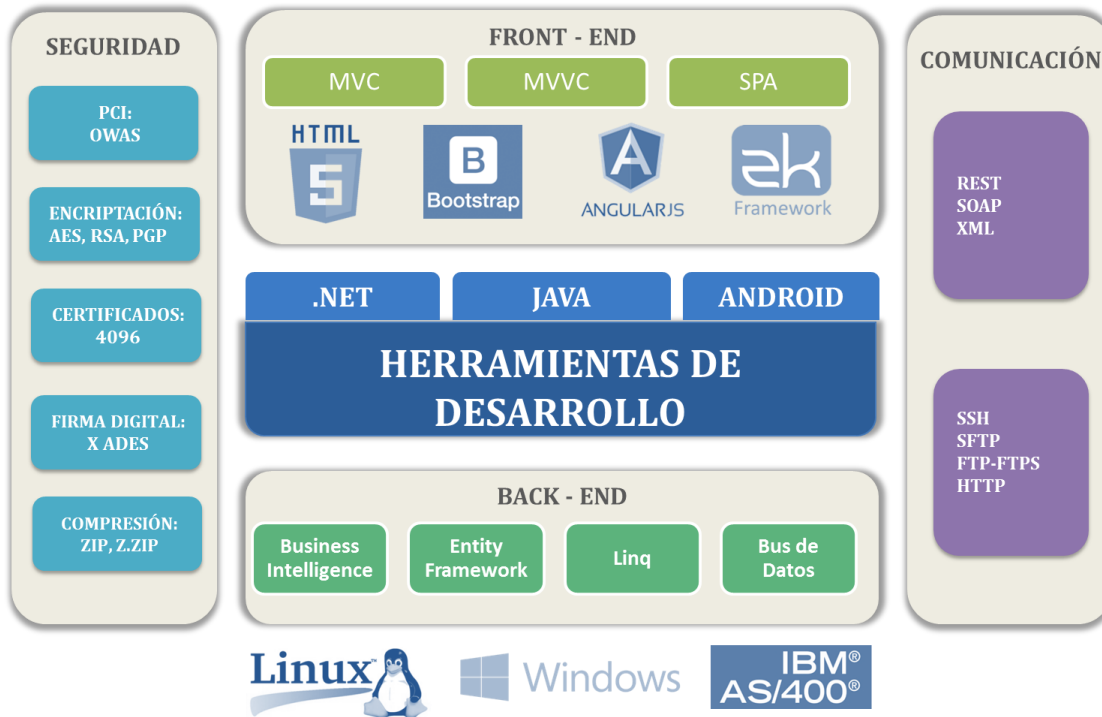 SEGURIDAD
PCI:
OWAS
ENCRIPTACIÓN:
AES, RSA, PGP
CERTIFICADOS:
4096
FIRMA DIGITAL:
X ADES
COMPRESIÓN:
ZIP, Z.ZIP
FRONT - END
MVC
MVVC
SPA
HTML
5
B
Bootstrap
A
ANGULARJS
zk
Framework
.NET
JAVA
ANDROID
HERRAMIENTAS DE
DESARROLLO
BACK - END
Business
Intelligence
Entity
Framework
Linq
Bus de
Datos
Linux
Windows
IBM®
AS/400®
COMUNICACIÓN
REST
SOAP
XML
SSH
SFTP
FTP-FTPS
HTTP